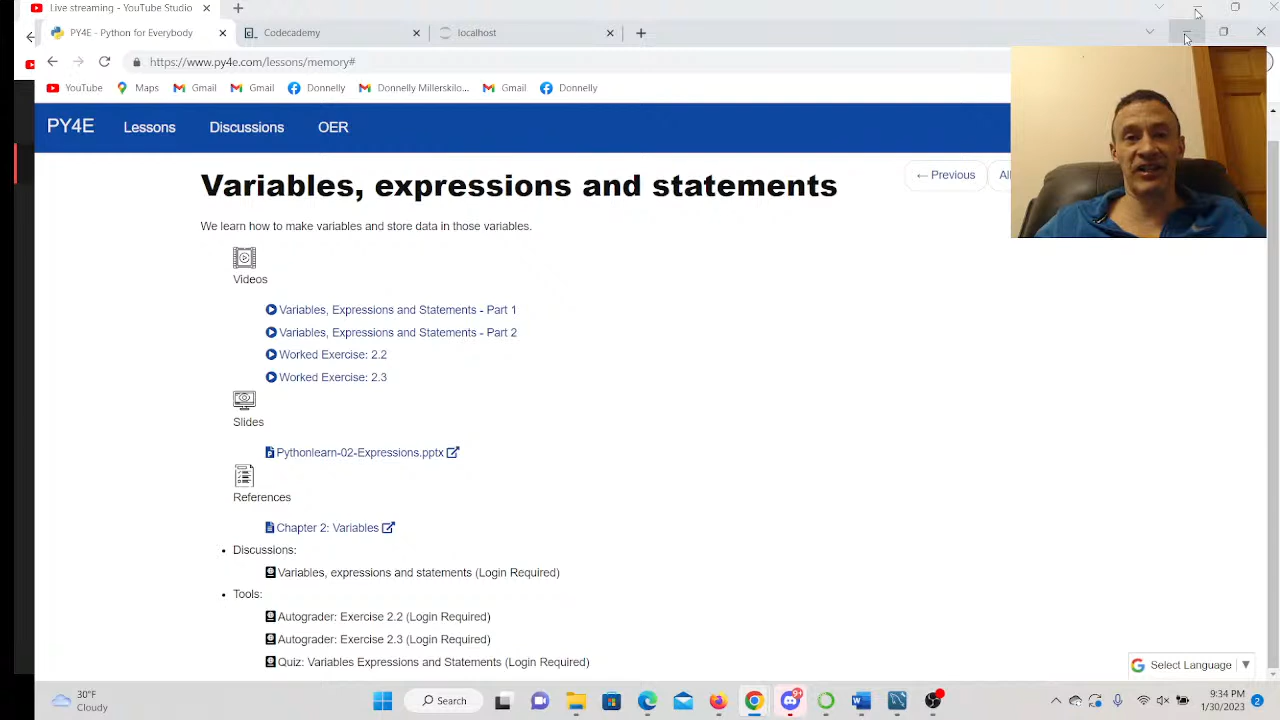 Live streaming - YouTube Studio
PY4E - Python for Everybody
Codecademy
localhost
https://www.py4e.com/lessons/memory#
YouTube Maps Gmail Gmail Donnelly Donnelly Millerskilo... Gmail Donnelly
PY4E Lessons Discussions OER
Variables, expressions and statements
← Previous
All
We learn how to make variables and store data in those variables.
Videos
Variables, Expressions and Statements - Part 1
Variables, Expressions and Statements - Part 2
Worked Exercise: 2.2
Worked Exercise: 2.3
Slides
Pythonlearn-02-Expressions.pptx
References
Chapter 2: Variables
Discussions:
Variables, expressions and statements (Login Required)
Tools:
Autograder: Exercise 2.2 (Login Required)
Autograder: Exercise 2.3 (Login Required)
Quiz: Variables Expressions and Statements (Login Required)
Select Language
30°F
Cloudy
Search
9+
9:34 PM
1/30/2023
2